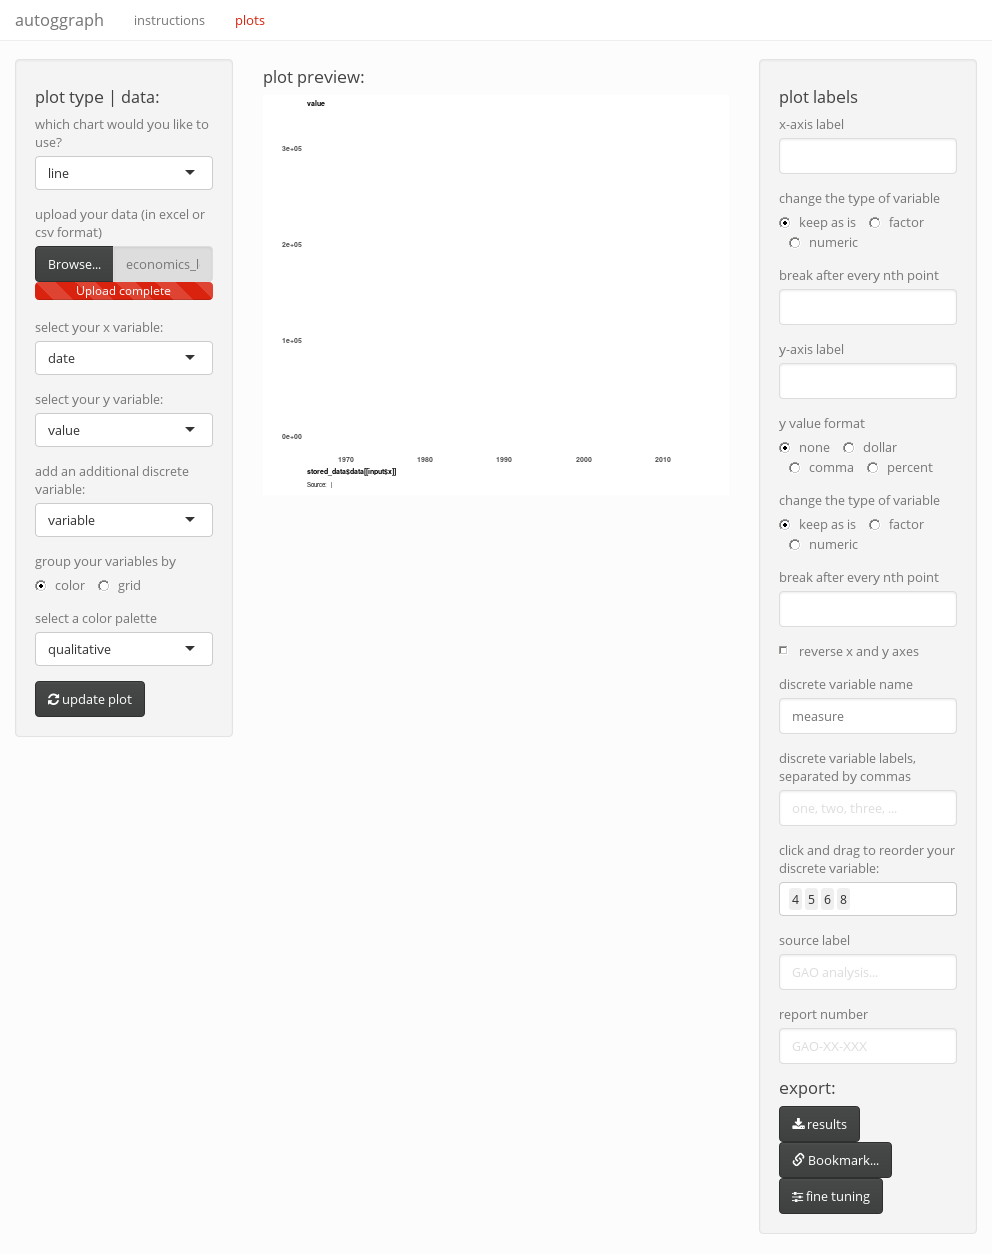 autoggraph instructions plots
plot type | data:
which chart would you like to
use?
line
upload your data (in excel or
csv format)
Browse... economics_l
Upload complete
select your x variable:
date
select your y variable:
value
add an additional discrete
variable:
variable
group your variables by
color grid
select a color palette
qualitative
update plot
plot preview:
value
3e+05
2e+05
1e+05
0e+00
1970 1980 1990 2000 2010
stored_data$data[[input$x]]
Source: |
plot labels
x-axis label
change the type of variable
keep as is factor
numeric
break after every nth point
y-axis label
y value format
none dollar
comma percent
change the type of variable
keep as is factor
numeric
break after every nth point
reverse x and y axes
discrete variable name
measure
discrete variable labels,
separated by commas
one, two, three, ...
click and drag to reorder your
discrete variable:
4 5 6 8
source label
GAO analysis...
report number
GAO-XX-XXX
export:
results
Bookmark...
fine tuning